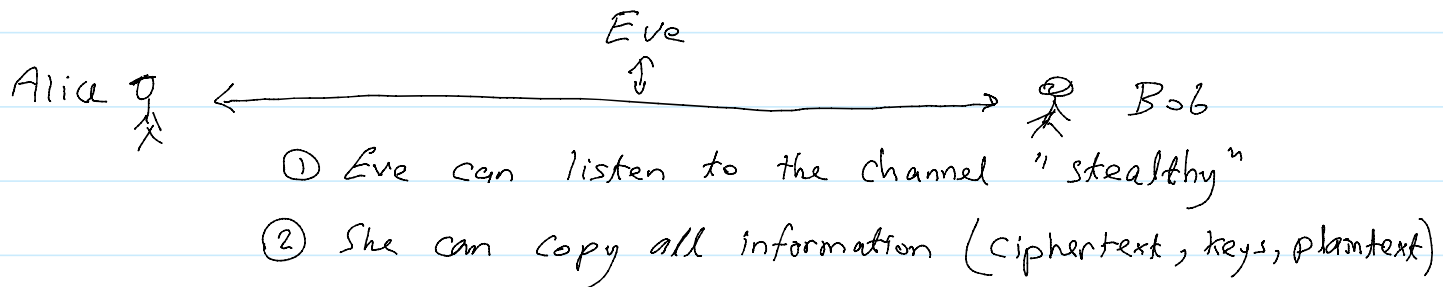 Eve
Alice Bob
① Eve can listen to the channel "stealthy"
② She can copy all information (ciphertext, keys, plaintext)